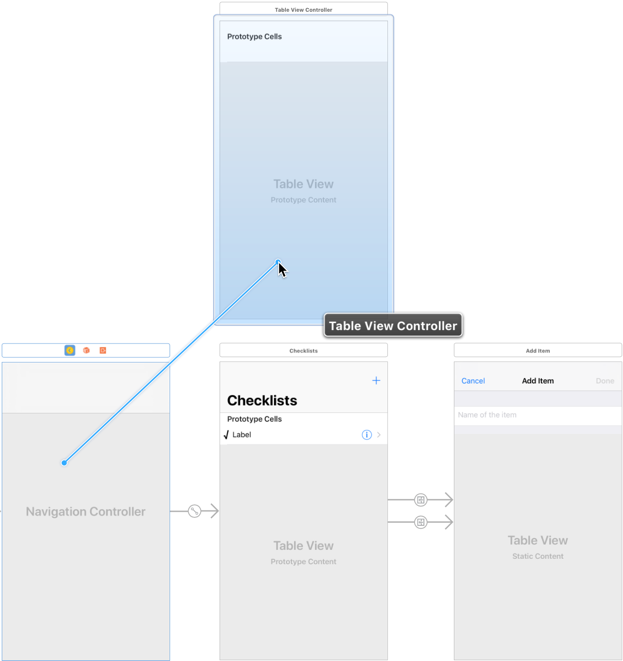 Table View Controller
Prototype Cells
Table View
Prototype Content
Table View Controller
Checklists
Add Item
Cancel
Add Item
Done
Checklists
Name of the item
Prototype Cells
Label
Navigation Controller
Table View
Prototype Content
Table View
Static Content